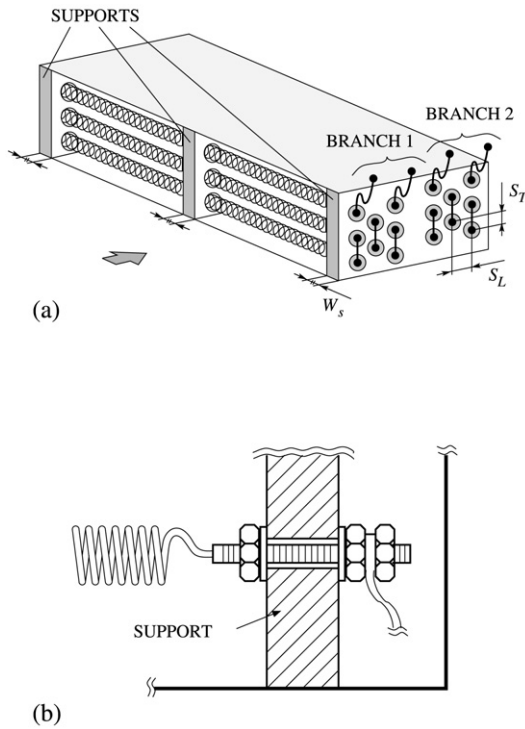 SUPPORTS
BRANCH 2
BRANCH 1
S_T
S_L
W_s
(a)
SUPPORT
(b)